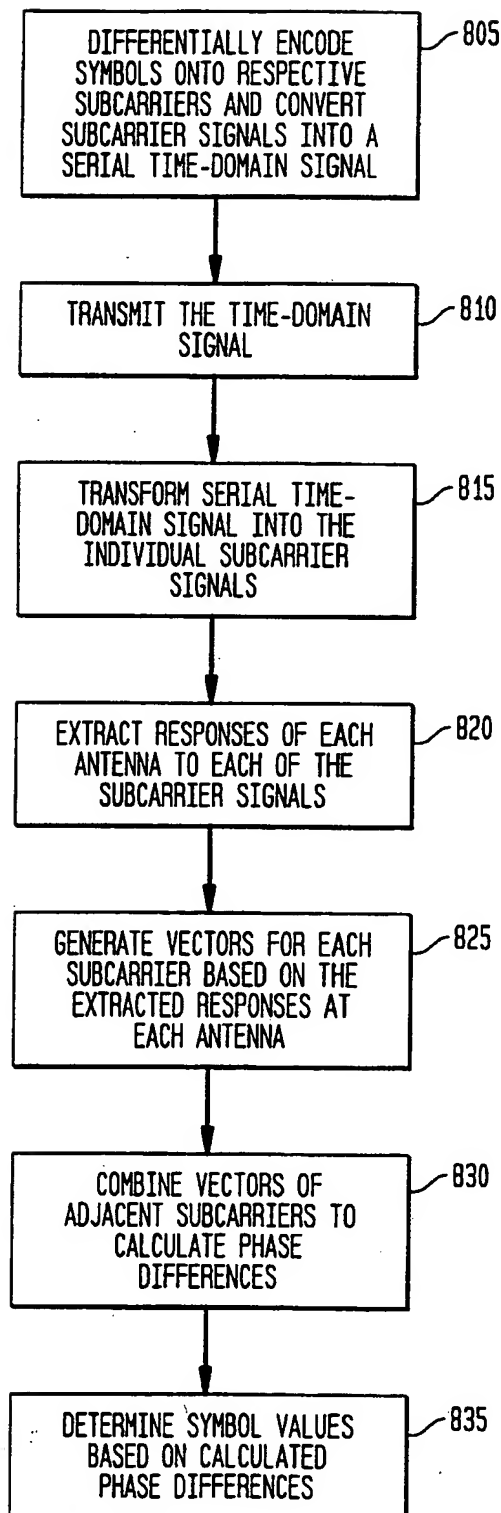 DIFFERENTIALLY ENCODE
SYMBOLS ONTO RESPECTIVE
SUBCARRIERS AND CONVERT
SUBCARRIER SIGNALS INTO A
SERIAL TIME-DOMAIN SIGNAL
805
TRANSMIT THE TIME-DOMAIN
SIGNAL
810
TRANSFORM SERIAL TIME-
DOMAIN SIGNAL INTO THE
INDIVIDUAL SUBCARRIER
SIGNALS
815
EXTRACT RESPONSES OF EACH
ANTENNA TO EACH OF THE
SUBCARRIER SIGNALS
820
GENERATE VECTORS FOR EACH
SUBCARRIER BASED ON THE
EXTRACTED RESPONSES AT
EACH ANTENNA
825
COMBINE VECTORS OF
ADJACENT SUBCARRIERS TO
CALCULATE PHASE
DIFFERENCES
830
DETERMINE SYMBOL VALUES
BASED ON CALCULATED
PHASE DIFFERENCES
835